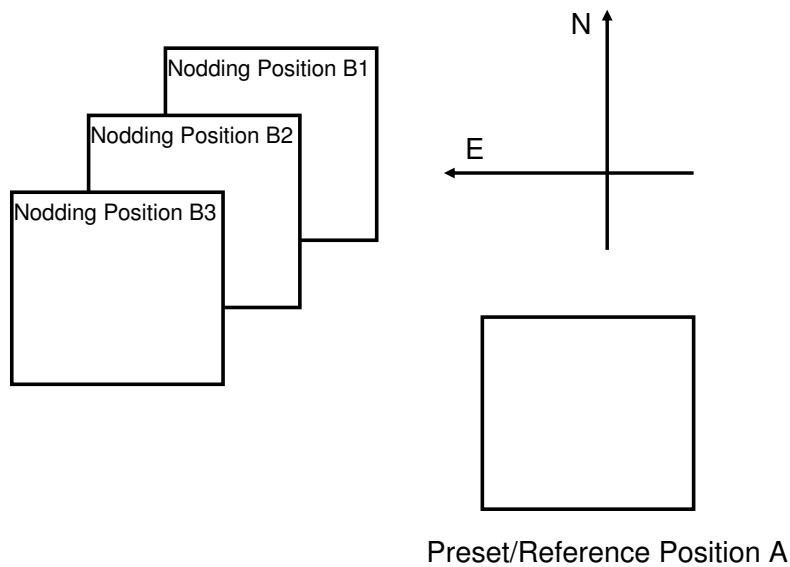 Nodding Position B1
Nodding Position B2
Nodding Position B3
N
E
Preset/Reference Position A